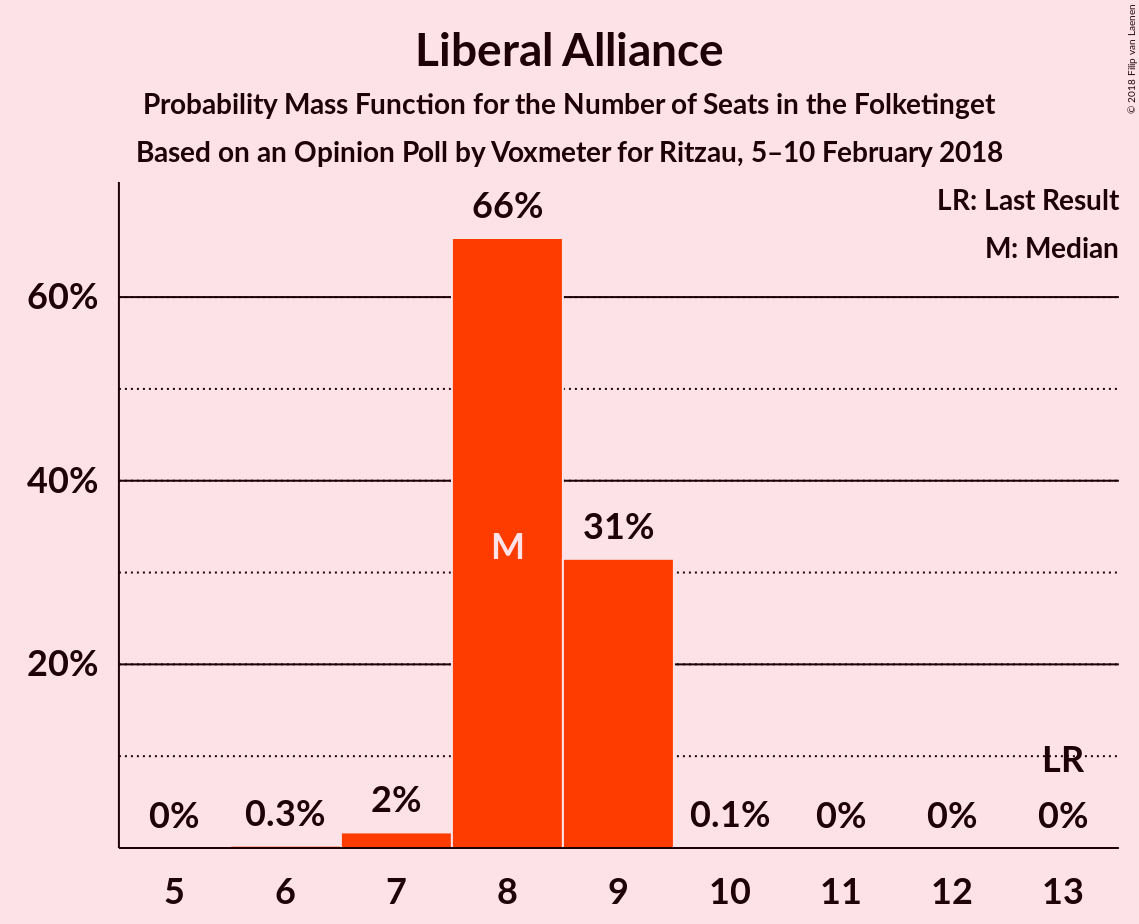 Liberal Alliance
Probability Mass Function for the Number of Seats in the Folketinget
Based on an Opinion Poll by Voxmeter for Ritzau, 5–10 February 2018
© 2018 Filip van Laenen
LR: Last Result
M: Median
66%
60%
40%
31%
M
20%
LR
0%
0.3%
2%
0.1%
0%
0%
0%
5 6 7 8 9 10 11 12 13